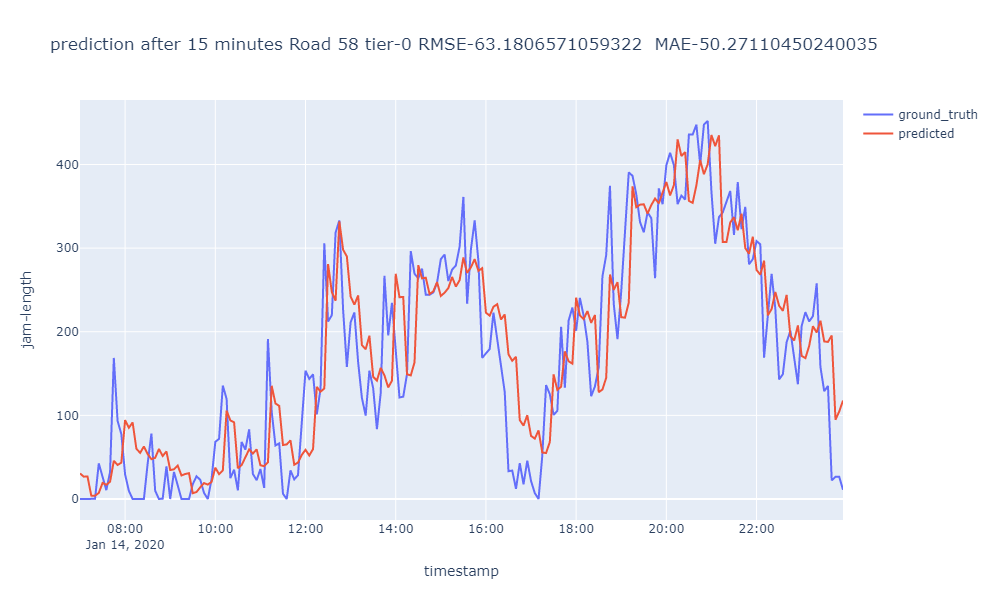 prediction after 15 minutes Road 58 tier-0 RMSE-63.1806571059322  MAE-50.27110450240035
ground_truth
predicted
400
300
200
100
0
jam-length
08:00 10:00 12:00 14:00 16:00 18:00 20:00 22:00
Jan 14, 2020
timestamp